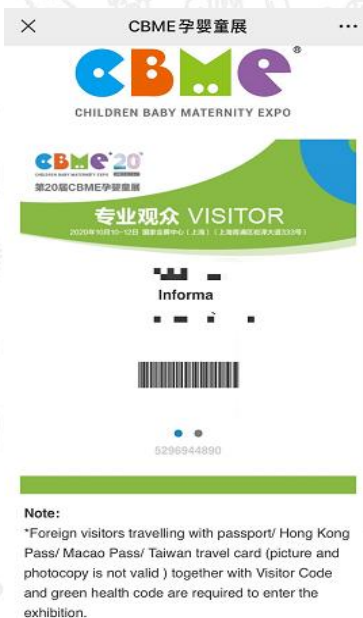 CBME孕婴童展
CBME®
CHILDREN BABY MATERNITY EXPO
CBME 20
CHILDREN BABY MATERNITY EXPO
第20届CBME孕婴童展
专业观众 VISITOR
2020年10月10-12日 国家会展中心(上海)(上海青浦区崧泽大道333号)
Informa
5296944890
Note:
*Foreign visitors travelling with passport/ Hong Kong
Pass/ Macao Pass/ Taiwan travel card (picture and
photocopy is not valid ) together with Visitor Code
and green health code are required to enter the
exhibition.